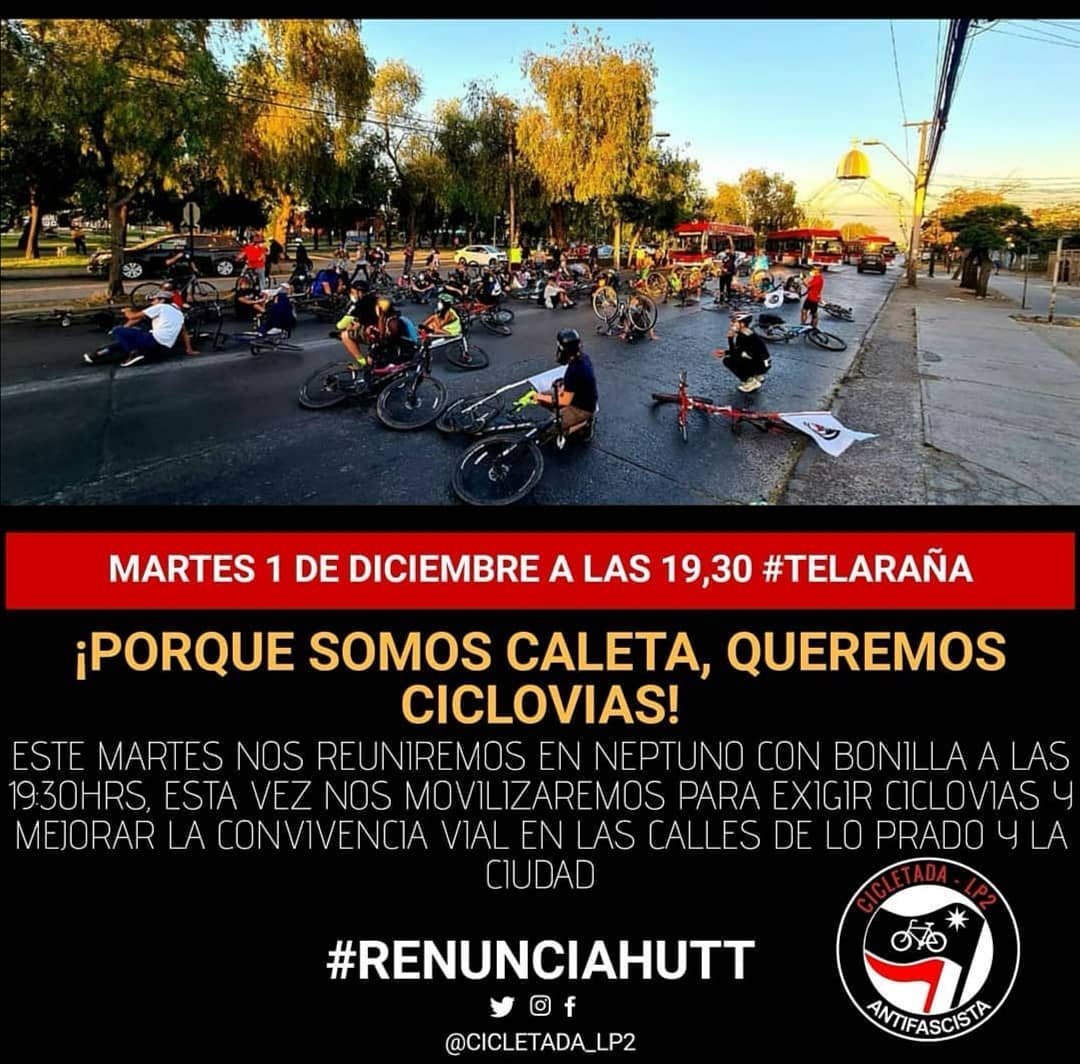 MARTES 1 DE DICIEMBRE A LAS 19,30 #TELARAÑA
¡PORQUE SOMOS CALETA, QUEREMOS
CICLOVIAS!
ESTE MARTES NOS REUNIREMOS EN NEPTUNO CON BONILLA A LAS
19:30HRS, ESTA VEZ NOS MOVILIZAREMOS PARA EXIGIR CICLOVIAS Y
MEJORAR LA CONVIVENCIA VIAL EN LAS CALLES DE LO PRADO Y LA
CIUDAD
CICLETADA - LP2
ANTIFASCISTA
#RENUNCIAHUTT
@CICLETADA_LP2